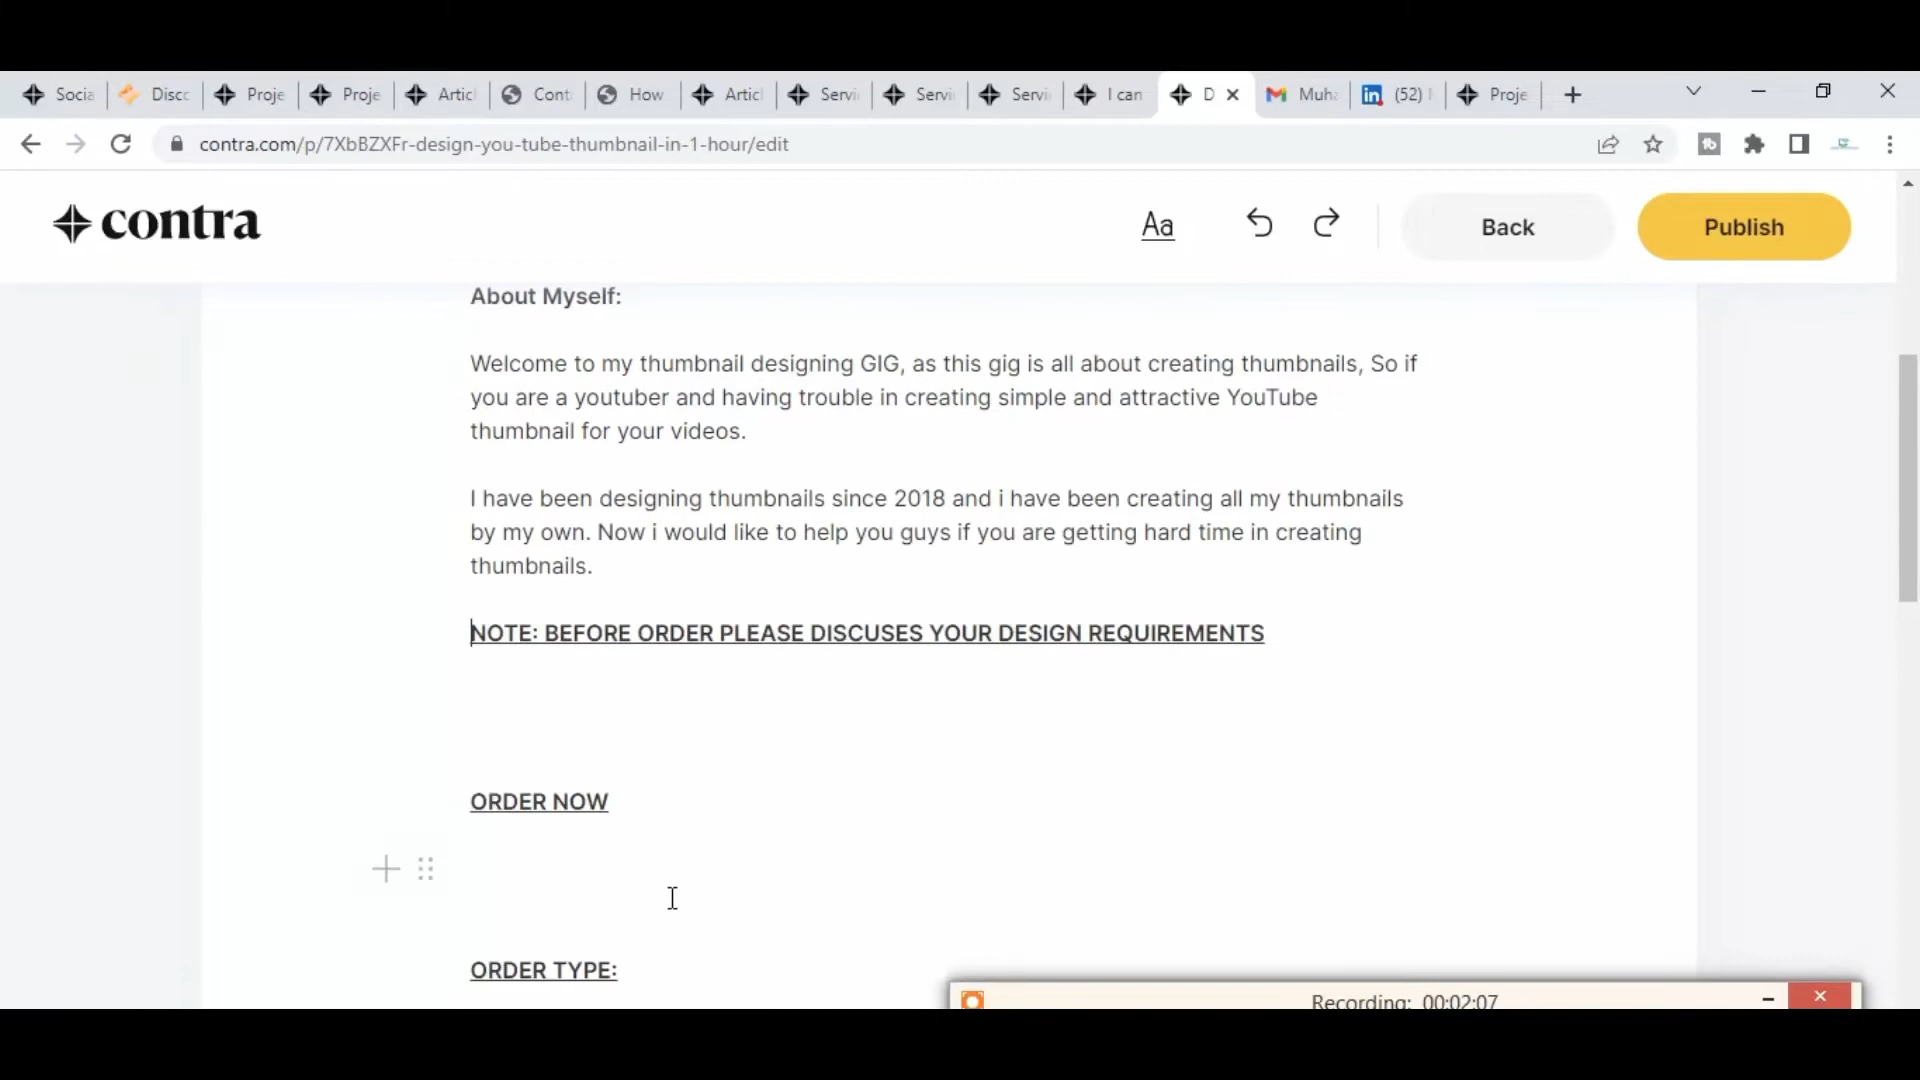 Socia Disc Proje Proje Artic Cont How Artic Servi Servi Servi I can D Muha (52) Proje
contra.com/p/7XbBZXFr-design-you-tube-thumbnail-in-1-hour/edit
contra Aa Back Publish
About Myself:
Welcome to my thumbnail designing GIG, as this gig is all about creating thumbnails, So if
you are a youtuber and having trouble in creating simple and attractive YouTube
thumbnail for your videos.
I have been designing thumbnails since 2018 and i have been creating all my thumbnails
by my own. Now i would like to help you guys if you are getting hard time in creating
thumbnails.
NOTE: BEFORE ORDER PLEASE DISCUSES YOUR DESIGN REQUIREMENTS
ORDER NOW
ORDER TYPE:
Recording: 00:02:07